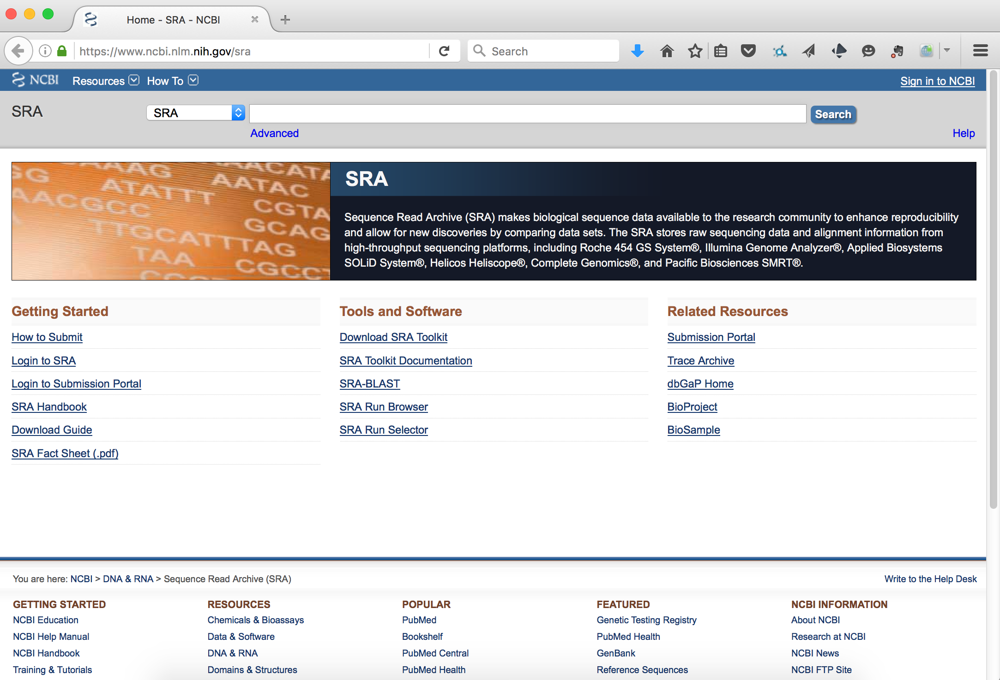 Home - SRA - NCBI
https://www.ncbi.nlm.nih.gov/sra
Search
NCBI Resources How To
Sign in to NCBI
SRA
SRA
Search
Advanced
Help
AAAG
AACATA
GG
ATATTT
AATAC
AACGCC
CGTA
TTGCATTTAG
GCAG
TAA
CGCCT
SRA
Sequence Read Archive (SRA) makes biological sequence data available to the research community to enhance reproducibility
and allow for new discoveries by comparing data sets. The SRA stores raw sequencing data and alignment information from
high-throughput sequencing platforms, including Roche 454 GS System®, Illumina Genome Analyzer®, Applied Biosystems
SOLiD System®, Helicos Heliscope®, Complete Genomics®, and Pacific Biosciences SMRT®.
Getting Started
How to Submit
Login to SRA
Login to Submission Portal
SRA Handbook
Download Guide
SRA Fact Sheet (.pdf)
Tools and Software
Download SRA Toolkit
SRA Toolkit Documentation
SRA-BLAST
SRA Run Browser
SRA Run Selector
Related Resources
Submission Portal
Trace Archive
dbGaP Home
BioProject
BioSample
You are here: NCBI > DNA & RNA > Sequence Read Archive (SRA)
Write to the Help Desk
GETTING STARTED
NCBI Education
NCBI Help Manual
NCBI Handbook
Training & Tutorials
RESOURCES
Chemicals & Bioassays
Data & Software
DNA & RNA
Domains & Structures
POPULAR
PubMed
Bookshelf
PubMed Central
PubMed Health
FEATURED
Genetic Testing Registry
PubMed Health
GenBank
Reference Sequences
NCBI INFORMATION
About NCBI
Research at NCBI
NCBI News
NCBI FTP Site